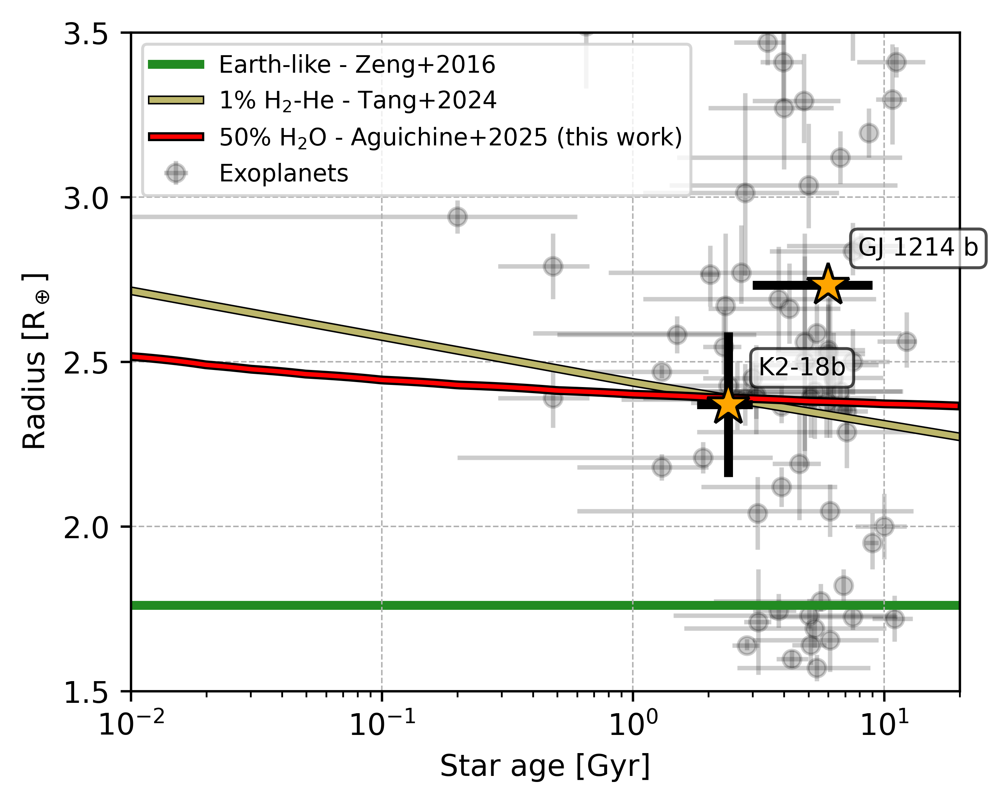 3.5
3.0
2.5
2.0
1.5
Radius [R⊕]
Earth-like - Zeng+2016
1% H₂-He - Tang+2024
50% H₂O - Aguichine+2025 (this work)
Exoplanets
GJ 1214 b
K2-18b
10⁻² 10⁻¹ 10⁰ 10¹
Star age [Gyr]